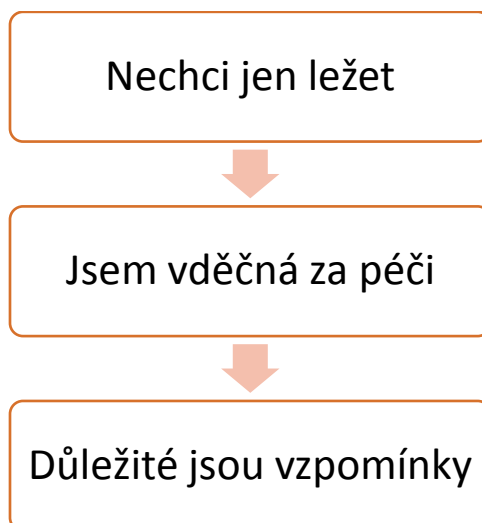 Nechci jen ležet
Jsem vděčná za péči
Důležité jsou vzpomínky